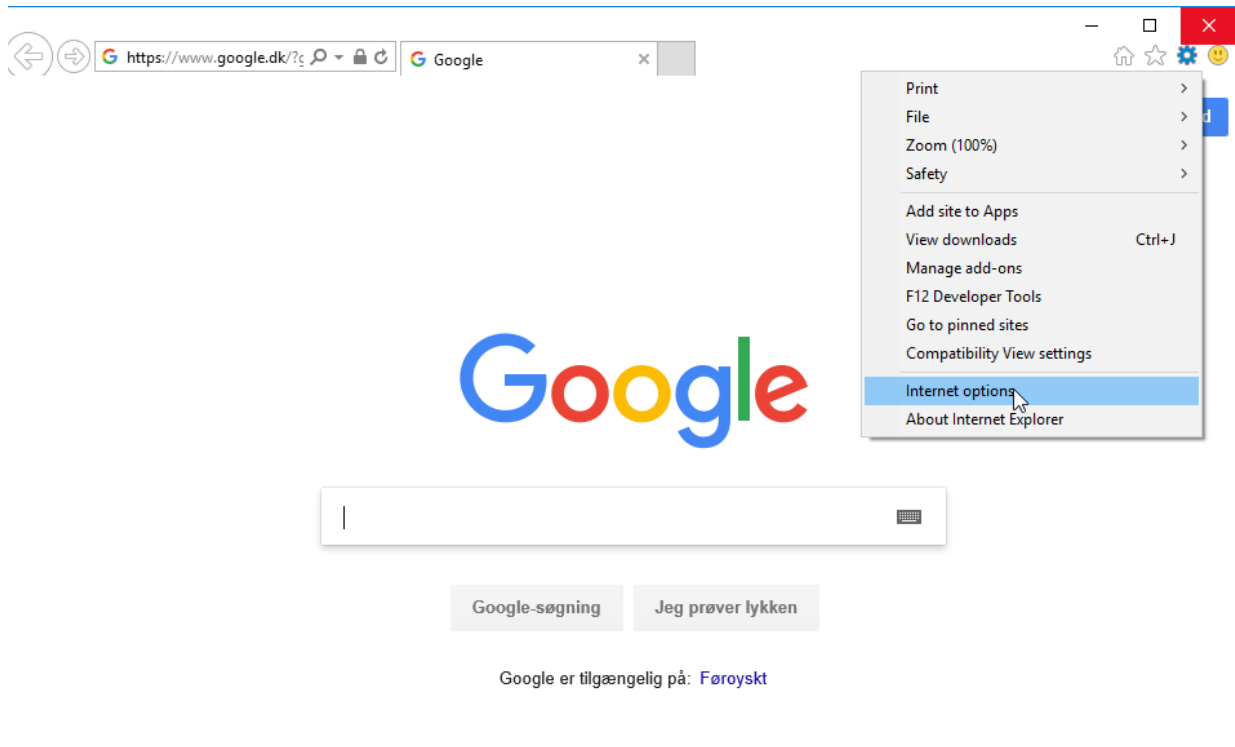 https://www.google.dk/?g
Google
Print
File
Zoom (100%)
Safety
Add site to Apps
View downloads Ctrl+J
Manage add-ons
F12 Developer Tools
Go to pinned sites
Compatibility View settings
Internet options
About Internet Explorer
d
Google
Google-søgning Jeg prøver lykken
Google er tilgængelig på: Føroyskt